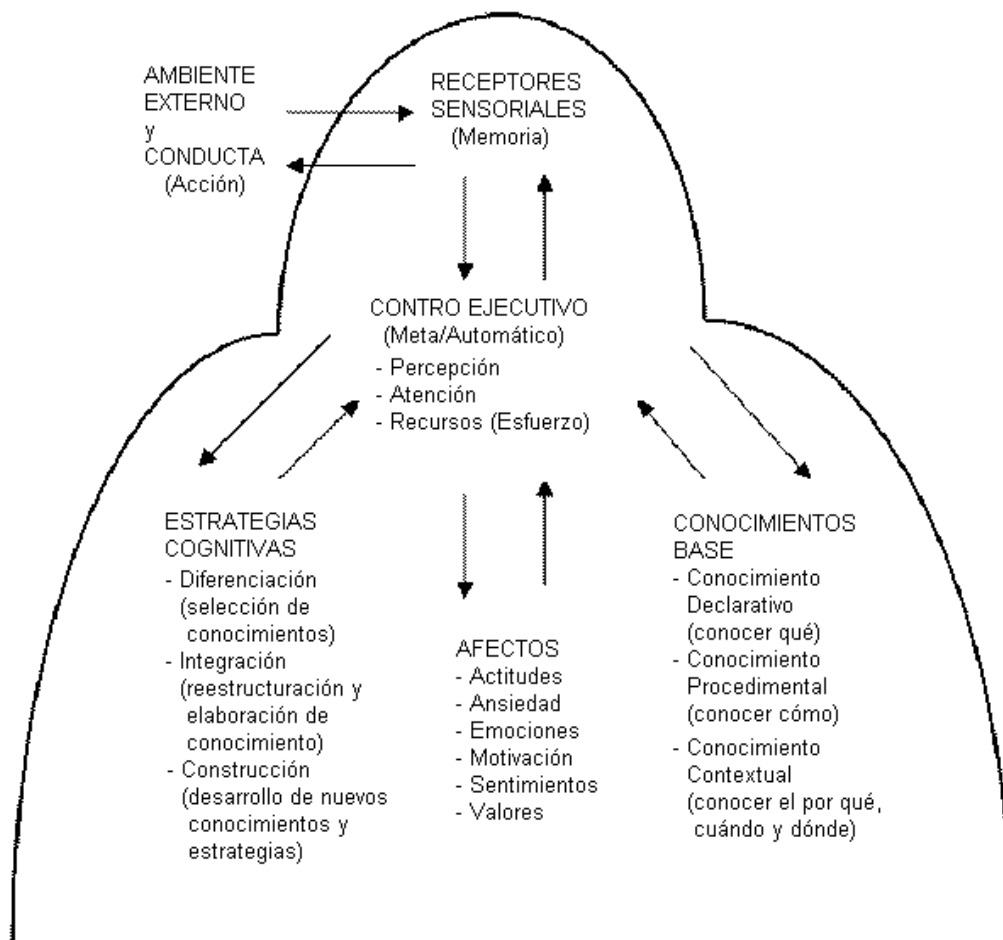 AMBIENTE
EXTERNO
y
CONDUCTA
(Acción)
RECEPTORES
SENSORIALES
(Memoria)
CONTRO EJECUTIVO
(Meta/Automático)
- Percepción
- Atención
- Recursos (Esfuerzo)
ESTRATEGIAS
COGNITIVAS
- Diferenciación
(selección de
conocimientos)
- Integración
(reestructuración y
elaboración de
conocimiento)
- Construcción
(desarrollo de nuevos
conocimientos y
estrategias)
AFECTOS
- Actitudes
- Ansiedad
- Emociones
- Motivación
- Sentimientos
- Valores
CONOCIMIENTOS
BASE
- Conocimiento
Declarativo
(conocer qué)
- Conocimiento
Procedimental
(conocer cómo)
- Conocimiento
Contextual
(conocer el por qué,
cuándo y dónde)